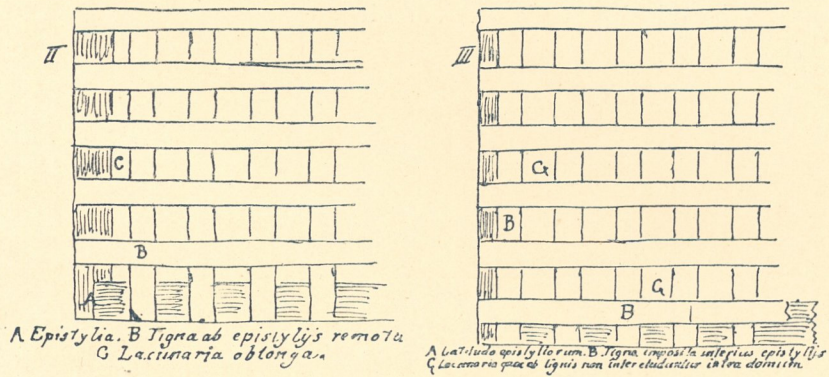 II
C
B
A
A Epistylia. B Tigna ab epistylijs remota
C Lacunaria oblonga.
III
G
B
G
B
A Latitudo epistyliorum. B. Tigna imposita interius epistylijs
G Lacunaria quae ab lignis non intercluduntur intra domum